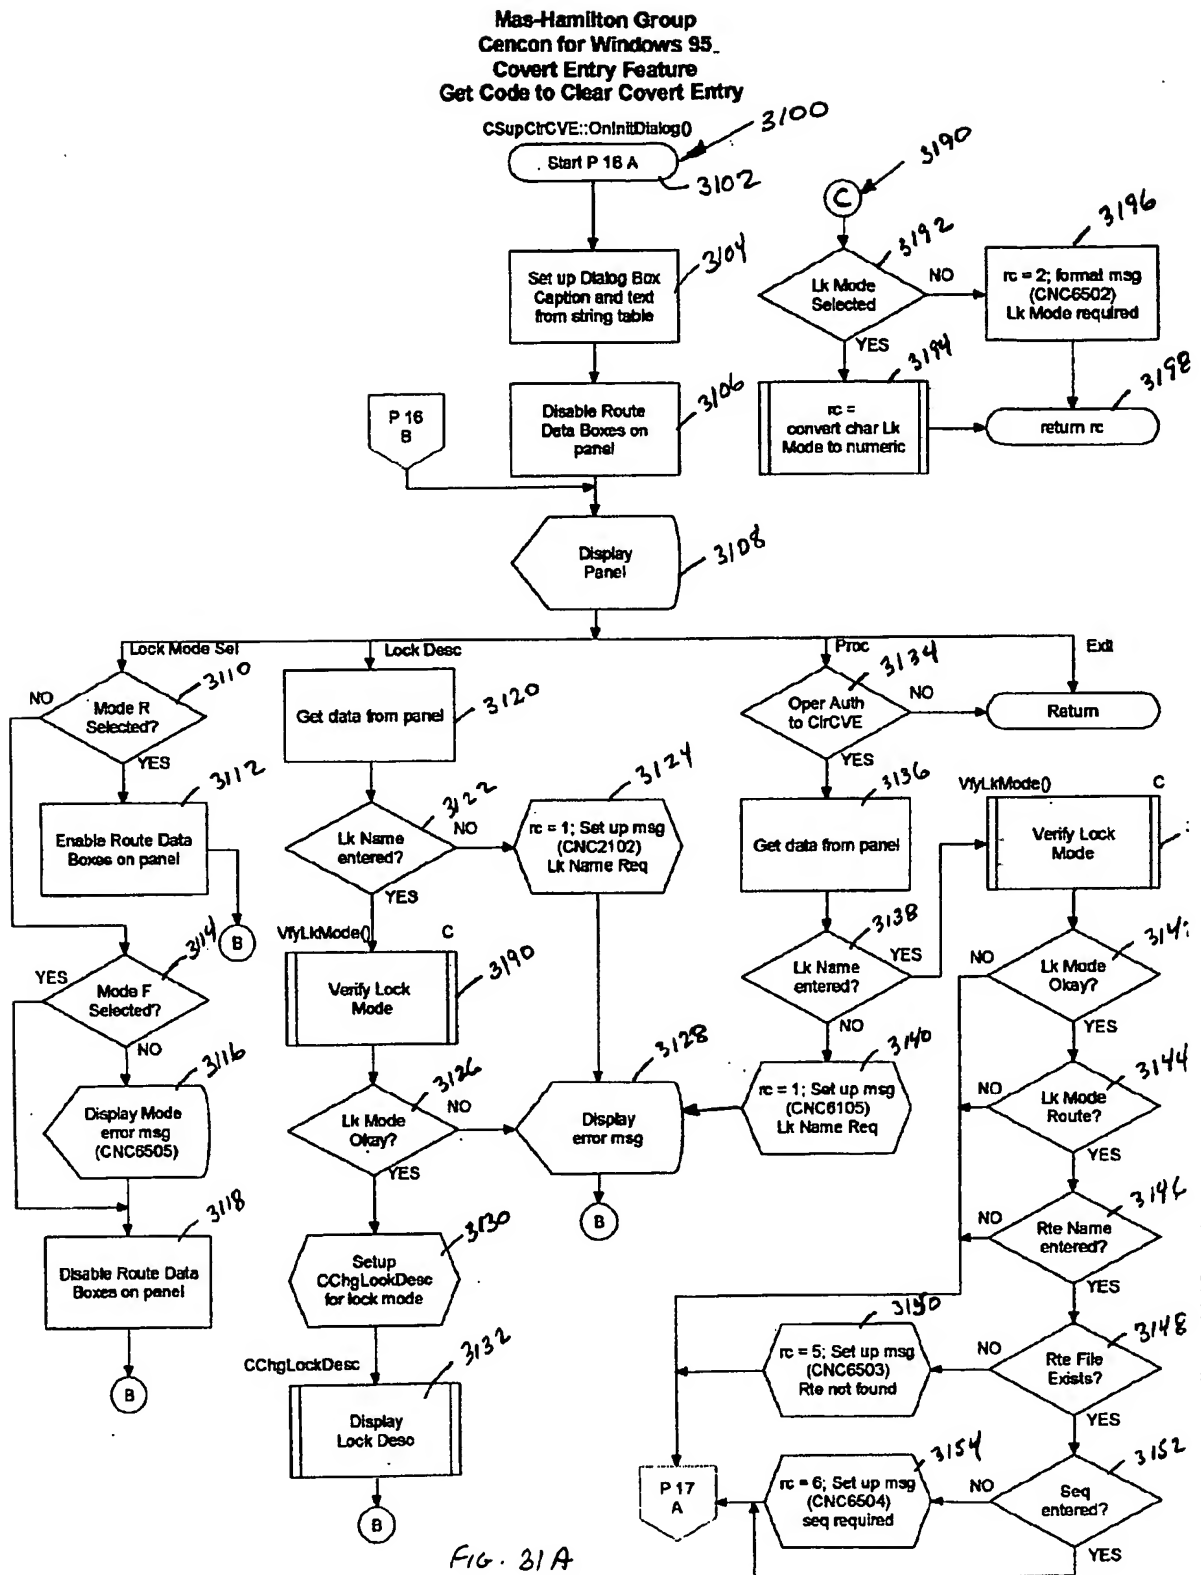 Mas-Hamilton Group
Cencon for Windows 95
Covert Entry Feature
Get Code to Clear Covert Entry
CSupClrCVE::OnInitDialog()
3100
Start P 16 A
3102
3190
C
3104
Set up Dialog Box
Caption and text
from string table
3192
Lk Mode
Selected
NO
YES
3196
rc = 2; format msg
(CNC6502)
Lk Mode required
3194
rc =
convert char Lk
Mode to numeric
3198
return rc
P 16
B
3106
Disable Route
Data Boxes on
panel
3108
Display
Panel
Lock Mode Sel
Lock Desc
Proc
Exit
3110
NO
Mode R
Selected?
YES
3112
Enable Route Data
Boxes on panel
B
3114
YES
Mode F
Selected?
NO
3116
Display Mode
error msg
(CNC6505)
3118
Disable Route Data
Boxes on panel
B
3120
Get data from panel
3122
Lk Name
entered?
NO
YES
3124
rc = 1; Set up msg
(CNC2102)
Lk Name Req
VfyLkMode()
C
3190
Verify Lock
Mode
3126
Lk Mode
Okay?
NO
YES
3128
Display
error msg
B
3130
Setup
CChgLookDesc
for lock mode
CChgLockDesc
3132
Display
Lock Desc
B
3134
Oper Auth
to ClrCVE
NO
YES
Return
3136
Get data from panel
3138
Lk Name
entered?
YES
NO
3140
rc = 1; Set up msg
(CNC6105)
Lk Name Req
VfyLkMode()
C
Verify Lock
Mode
314
NO
Lk Mode
Okay?
YES
3144
NO
Lk Mode
Route?
YES
3146
NO
Rte Name
entered?
YES
3148
NO
Rte File
Exists?
YES
3150
rc = 5; Set up msg
(CNC6503)
Rte not found
3152
NO
Seq
entered?
YES
3154
rc = 6; Set up msg
(CNC6504)
seq required
P 17
A
FIG. 31A